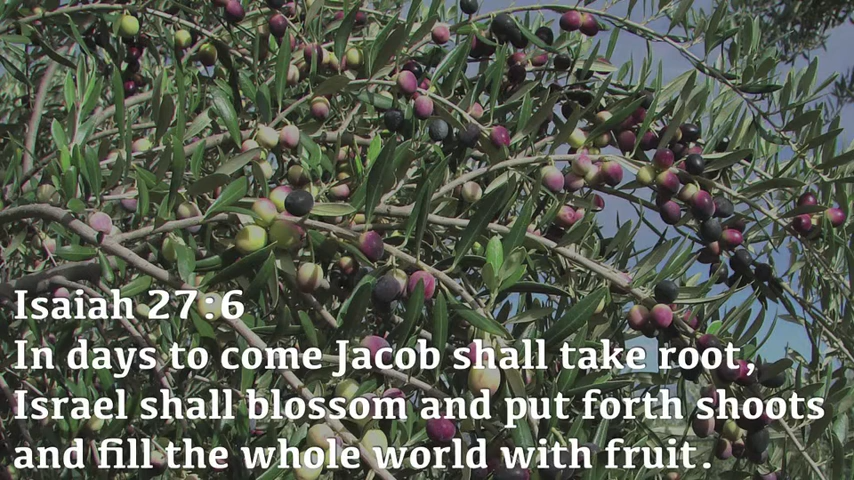 Isaiah 27:6
In days to come Jacob shall take root,
Israel shall blossom and put forth shoots
and fill the whole world with fruit.